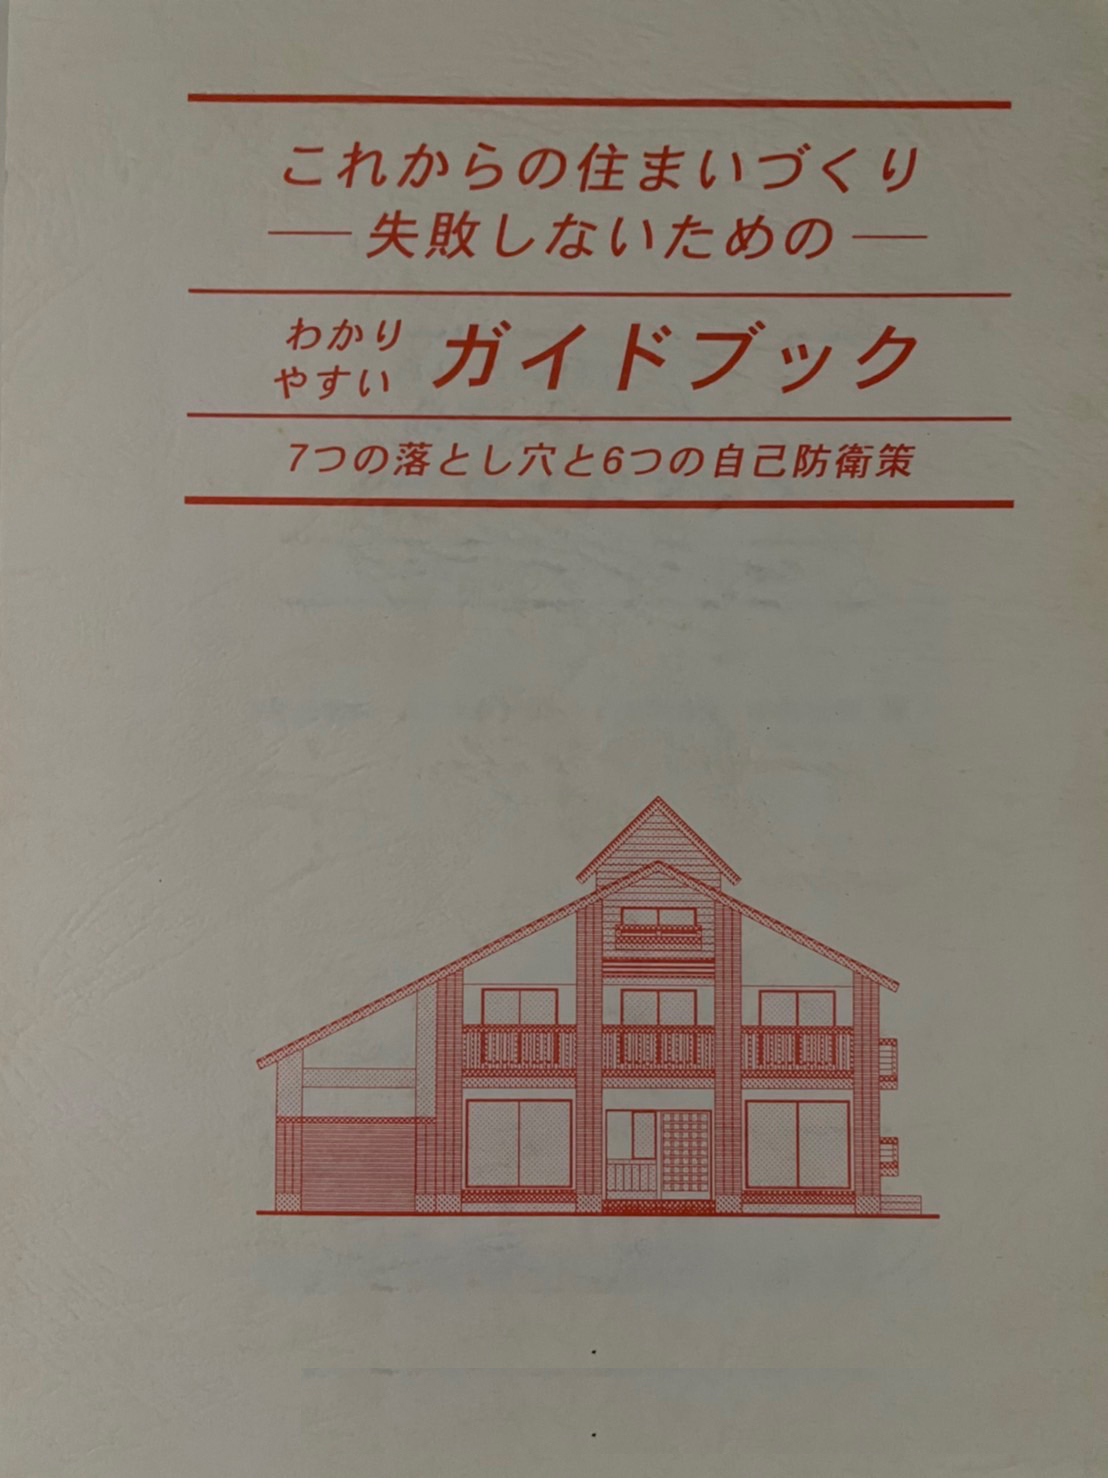 これからの住まいづくり
──失敗しないための──
わかり
やすい
ガイドブック
7つの落とし穴と6つの自己防衛策